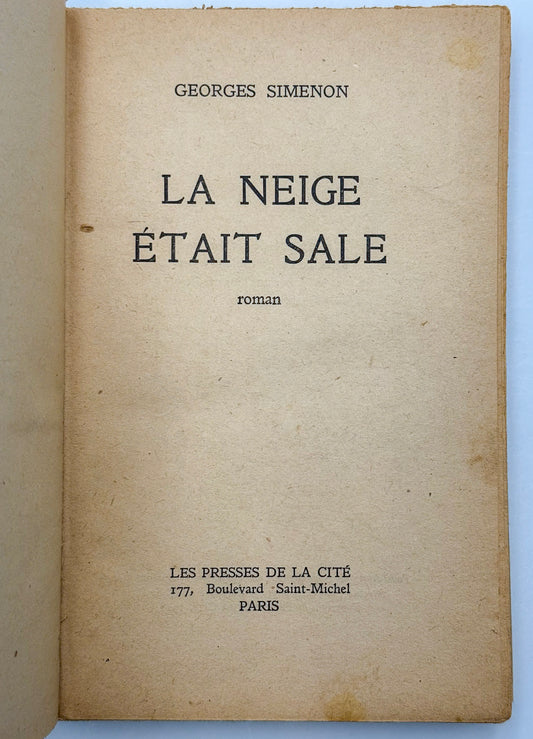 GEORGES SIMENON
LA NEIGE
ÉTAIT SALE
roman
LES PRESSES DE LA CITÉ
177, Boulevard Saint-Michel
PARIS